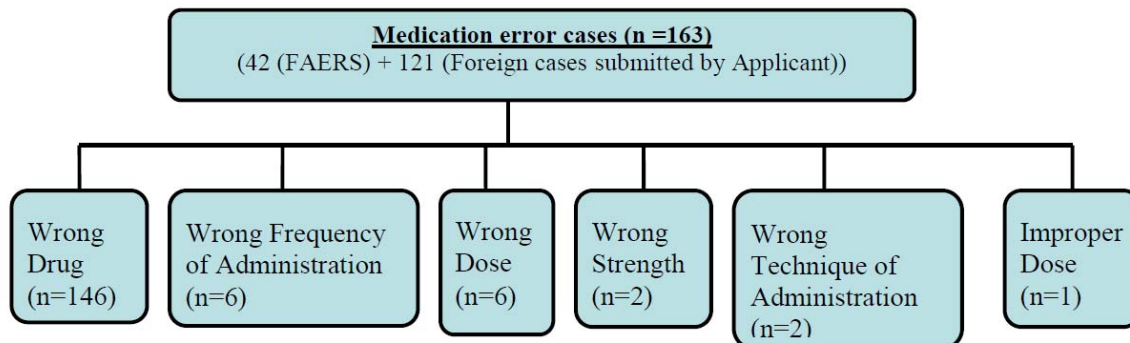 Medication error cases (n =163)
(42 (FAERS) + 121 (Foreign cases submitted by Applicant))
Wrong
Drug
(n=146)
Wrong Frequency
of Administration
(n=6)
Wrong
Dose
(n=6)
Wrong
Strength
(n=2)
Wrong
Technique of
Administration
(n=2)
Improper
Dose
(n=1)